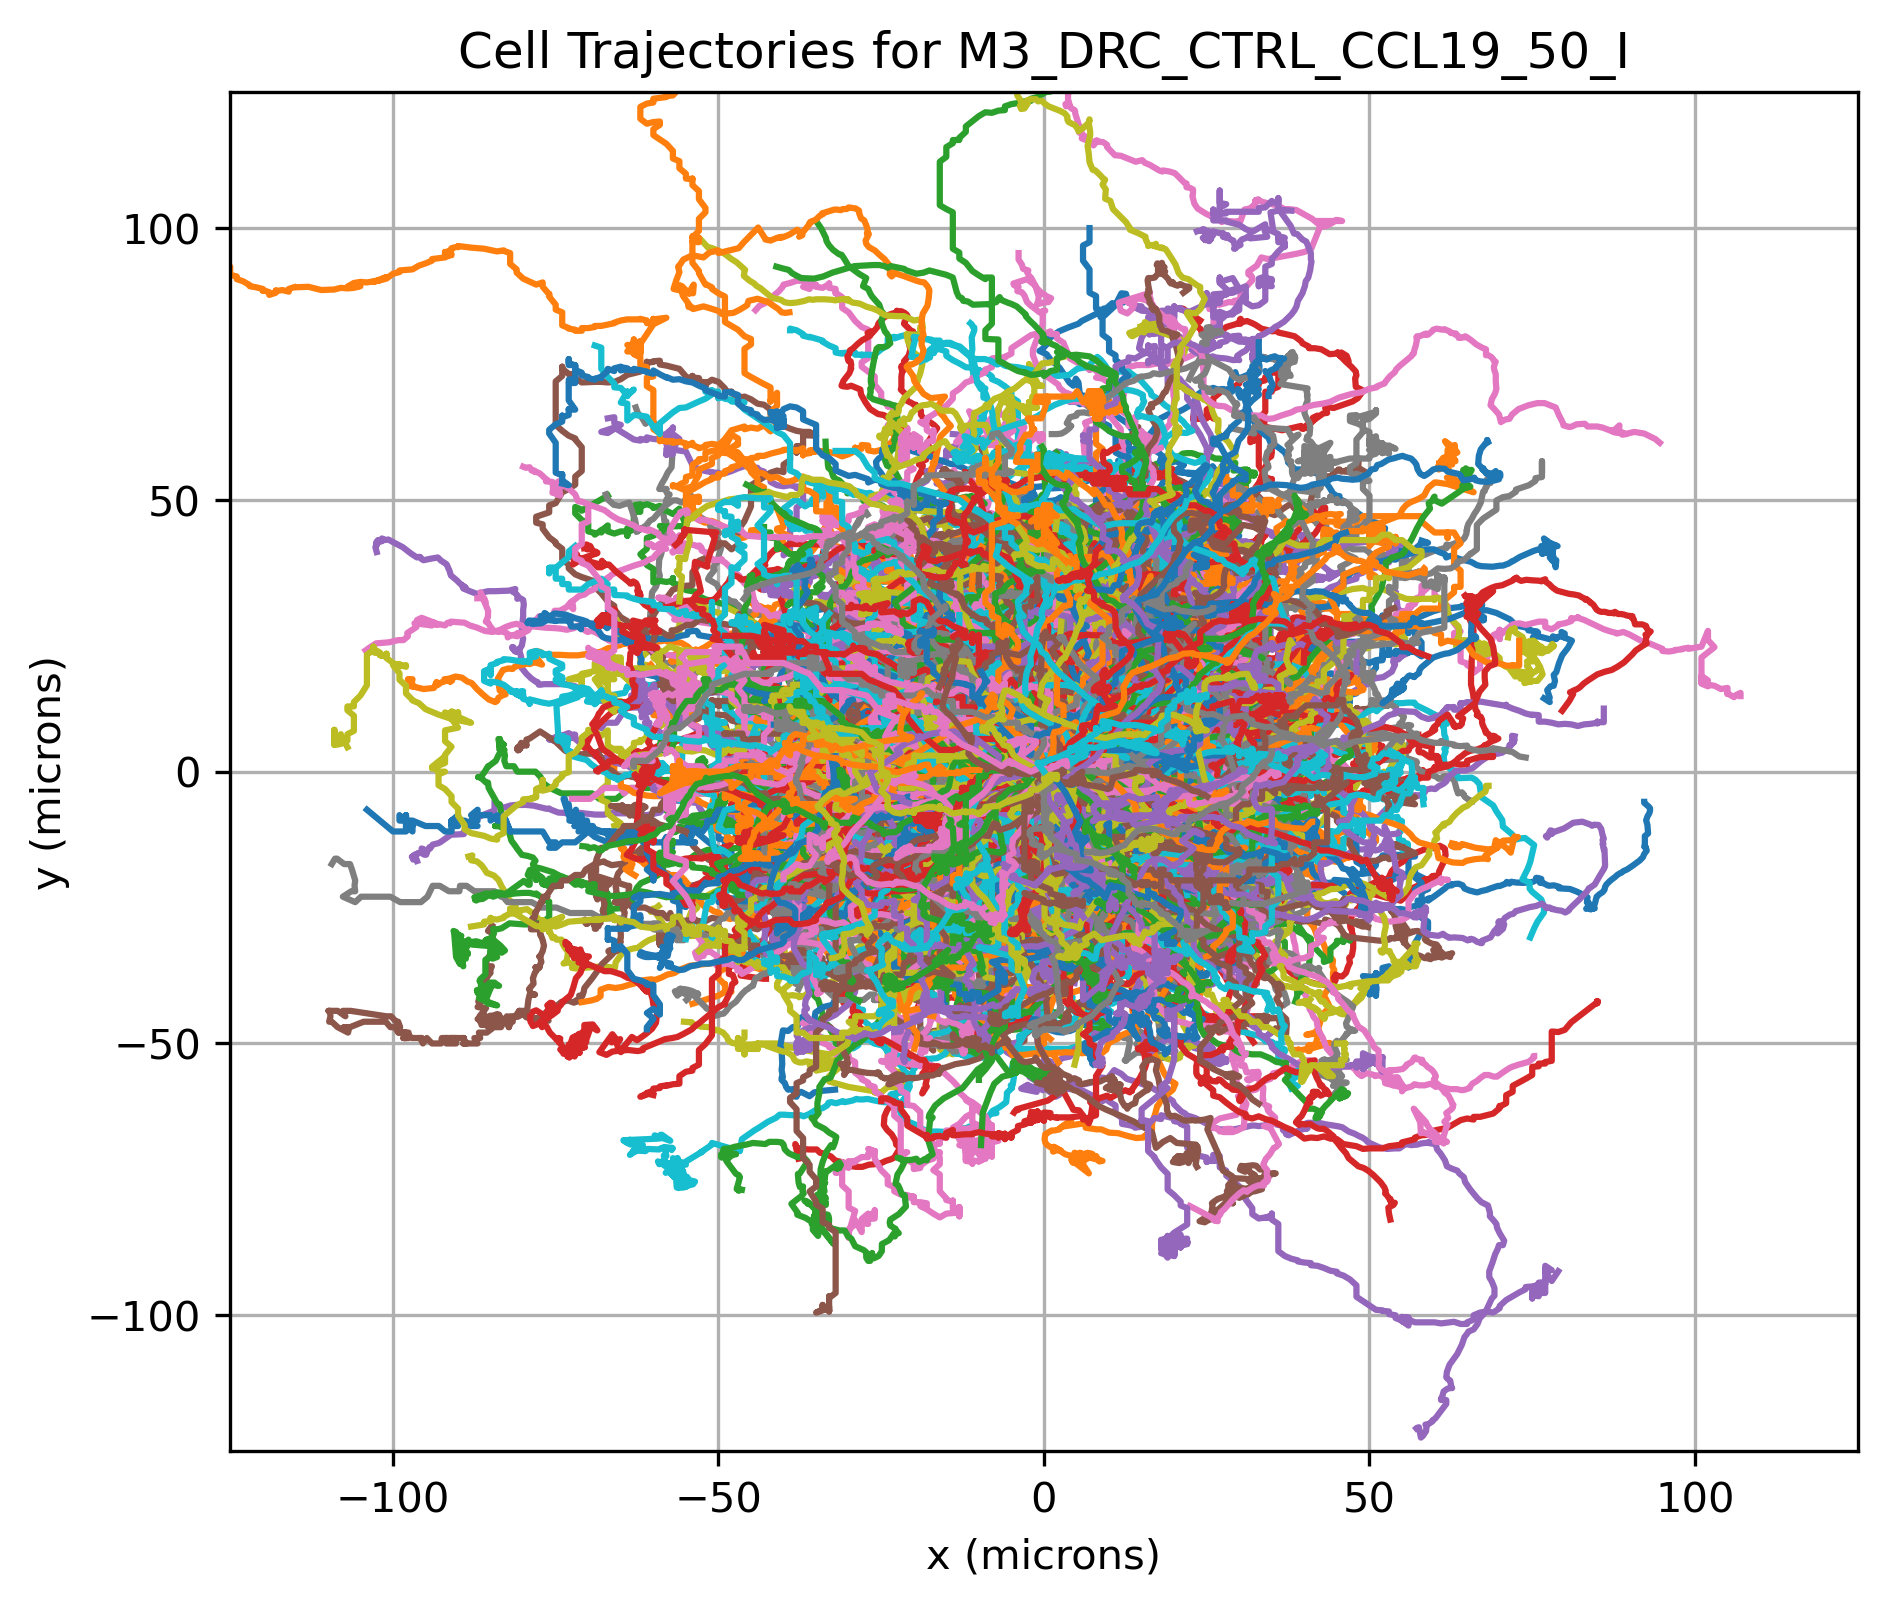 Cell Trajectories for M3_DRC_CTRL_CCL19_50_I
100
50
0
−50
−100
y (microns)
−100 −50 0 50 100
x (microns)